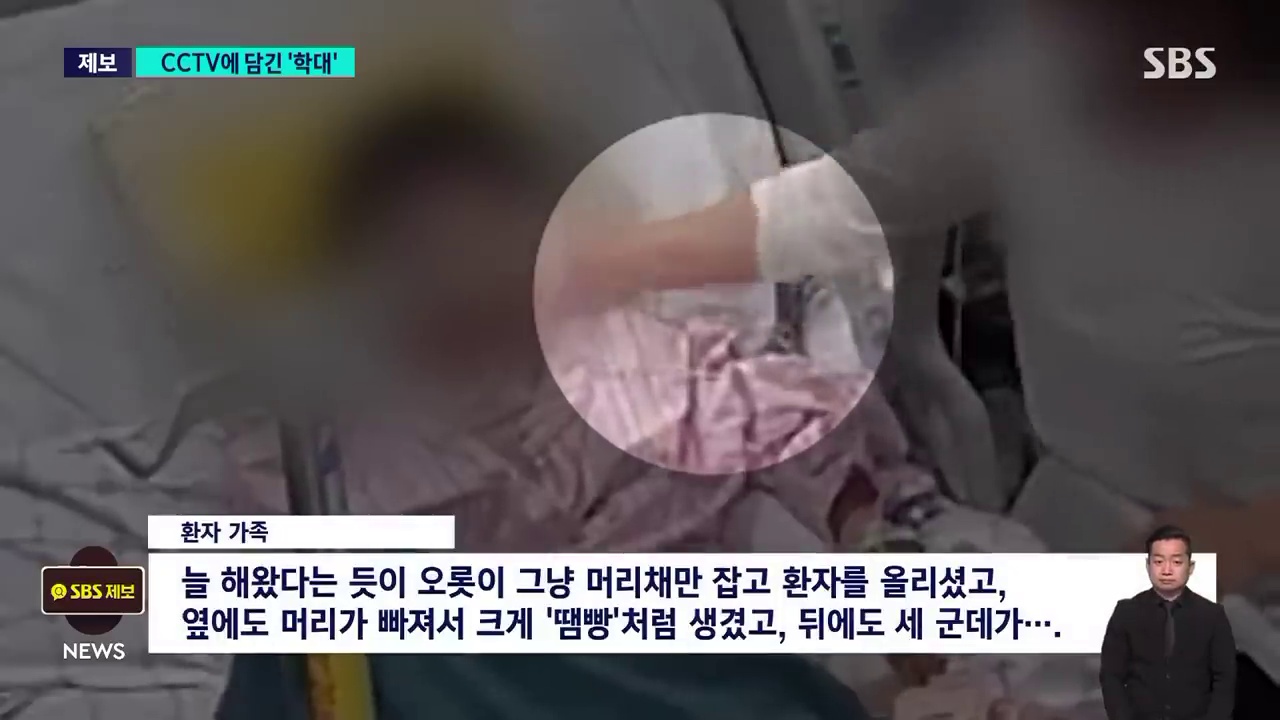 제보 CCTV에 담긴 '학대'
SBS
환자 가족
늘 해왔다는 듯이 오롯이 그냥 머리채만 잡고 환자를 올리셨고,
옆에도 머리가 빠져서 크게 '땜빵'처럼 생겼고, 뒤에도 세 군데가….
SBS 제보
NEWS